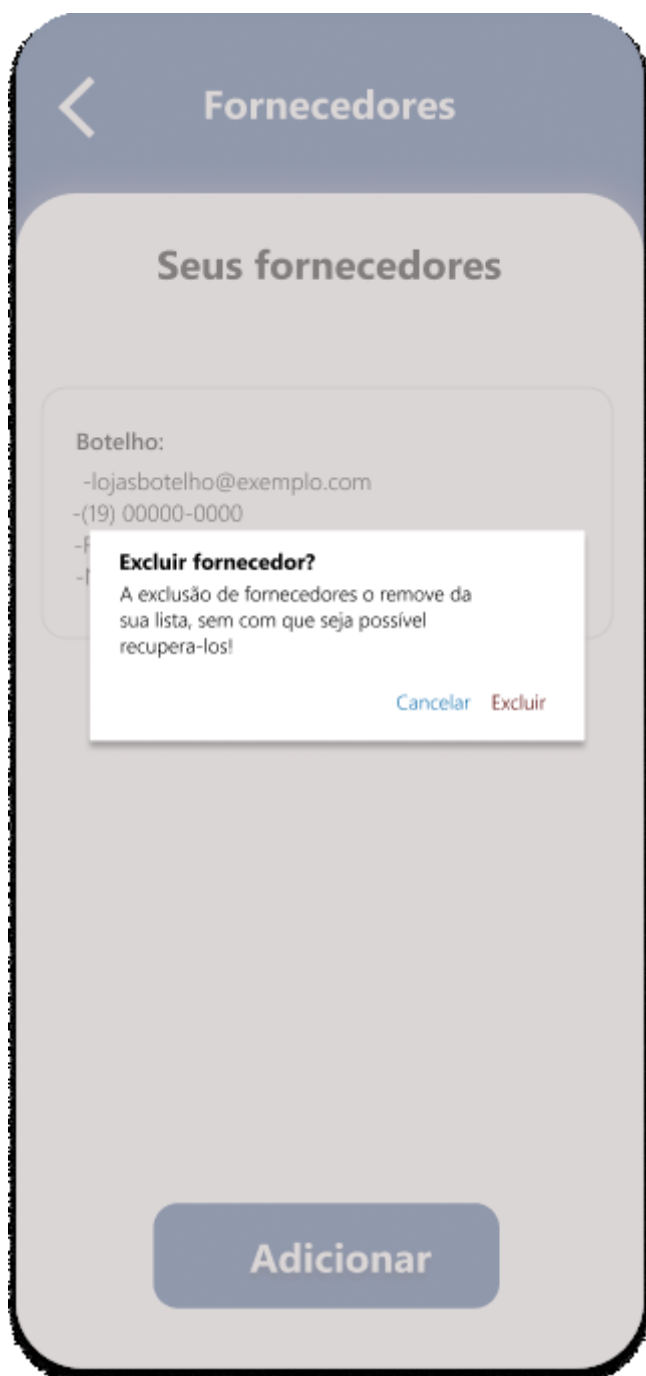 Fornecedores
Seus fornecedores
Botelho:
-lojasbotelho@exemplo.com
-(19) 00000-0000
Excluir fornecedor?
A exclusão de fornecedores o remove da
sua lista, sem com que seja possível
recupera-los!
Cancelar Excluir
Adicionar